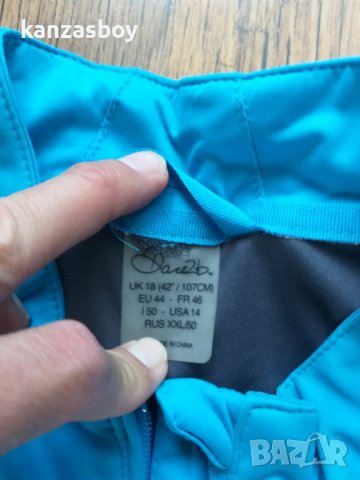 kanzasboy
Dare2b
UK 18 (42"/107CM)
EU 44 - FR 46
I 50 - USA 14
RUS XXL/50
IN CHINA
BAZAR